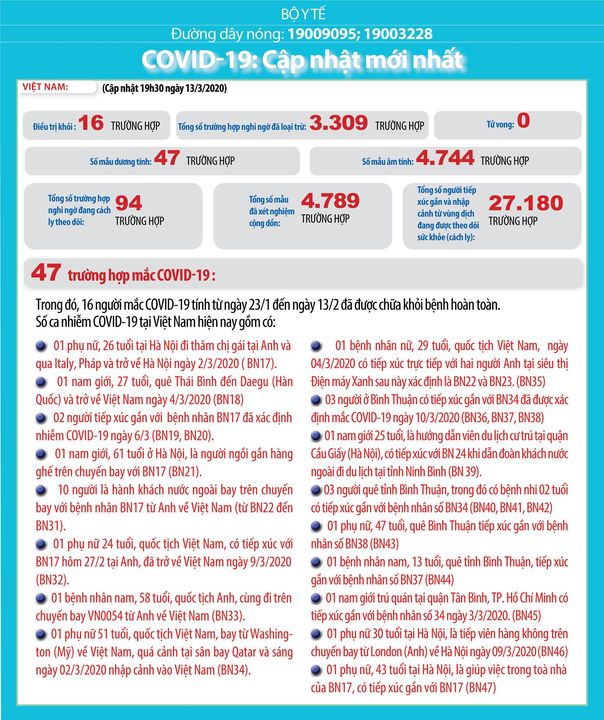 BỘ Y TẾ
Đường dây nóng: 19009095; 19003228
COVID-19: Cập nhật mới nhất
VIỆT NAM: (Cập nhật 19h30 ngày 13/3/2020)
Điều trị khỏi: 16 TRƯỜNG HỢP
Tổng số trường hợp nghi ngờ đã loại trừ: 3.309 TRƯỜNG HỢP
Tử vong: 0
Số mẫu dương tính: 47 TRƯỜNG HỢP
Số mẫu âm tính: 4.744 TRƯỜNG HỢP
Tổng số trường hợp
nghi ngờ đang cách
ly theo dõi:
94
TRƯỜNG HỢP
Tổng số mẫu
đã xét nghiệm
cộng dồn:
4.789
TRƯỜNG HỢP
Tổng số người tiếp
xúc gần và nhập
cảnh từ vùng dịch
đang được theo dõi
sức khỏe (cách ly):
27.180
TRƯỜNG HỢP
47 trường hợp mắc COVID-19 :
Trong đó, 16 người mắc COVID-19 tính từ ngày 23/1 đến ngày 13/2 đã được chữa khỏi bệnh hoàn toàn.
Số ca nhiễm COVID-19 tại Việt Nam hiện nay gồm có:
01 phụ nữ, 26 tuổi tại Hà Nội đi thăm chị gái tại Anh và
qua Italy, Pháp và trở về Hà Nội ngày 2/3/2020 ( BN17).
01 nam giới, 27 tuổi, quê Thái Bình đến Daegu (Hàn
Quốc) và trở về Việt Nam ngày 4/3/2020 (BN18)
02 người tiếp xúc gần với bệnh nhân BN17 đã xác định
nhiễm COVID-19 ngày 6/3 (BN19, BN20).
01 nam giới, 61 tuổi ở Hà Nội, là người ngồi gần hàng
ghế trên chuyến bay với BN17 (BN21).
10 người là hành khách nước ngoài bay trên chuyến
bay với bệnh nhân BN17 từ Anh về Việt Nam (từ BN22 đến
BN31).
01 phụ nữ 24 tuổi, quốc tịch Việt Nam, có tiếp xúc với
BN17 hôm 27/2 tại Anh, đã trở về Việt Nam ngày 9/3/2020
(BN32).
01 bệnh nhân nam, 58 tuổi, quốc tịch Anh, cùng đi trên
chuyến bay VN0054 từ Anh về Việt Nam (BN33).
01 phụ nữ 51 tuổi, quốc tịch Việt Nam, bay từ Washing-
ton (Mỹ) về Việt Nam, quá cảnh tại sân bay Qatar và sáng
ngày 02/3/2020 nhập cảnh vào Việt Nam (BN34).
01 bệnh nhân nữ, 29 tuổi, quốc tịch Việt Nam, ngày
04/3/2020 có tiếp xúc trực tiếp với hai người Anh tại siêu thị
Điện máy Xanh sau này xác định là BN22 và BN23. (BN35)
03 người ở Bình Thuận có tiếp xúc gần với BN34 đã được xác
định mắc COVID-19 ngày 10/3/2020 (BN36, BN37, BN38)
01 nam giới 25 tuổi, là hướng dẫn viên du lịch cư trú tại quận
Cầu Giấy (Hà Nội), có tiếp xúc với BN 24 khi dẫn đoàn khách nước
ngoài đi du lịch tại tỉnh Ninh Bình (BN 39).
03 người quê tỉnh Bình Thuận, trong đó có bệnh nhi 02 tuổi
có tiếp xúc gần với bệnh nhân số BN34 (BN40, BN41, BN42)
01 phụ nữ, 47 tuổi, quê Bình Thuận tiếp xúc gần với bệnh
nhân số BN38 (BN43)
01 bệnh nhân nam, 13 tuổi, quê tỉnh Bình Thuận, tiếp xúc
gần với bệnh nhân số BN37 (BN44)
01 nam giới trú quán tại quận Tân Bình, TP. Hồ Chí Minh có
tiếp xúc gần với bệnh nhân số 34 ngày 3/3/2020. (BN45)
01 phụ nữ 30 tuổi tại Hà Nội, là tiếp viên hàng không trên
chuyến bay từ London (Anh) về Hà Nội ngày 09/3/2020 (BN46)
01 phụ nữ, 43 tuổi tại Hà Nội, là giúp việc trong toà nhà
của BN17, có tiếp xúc gần với BN17 (BN47)